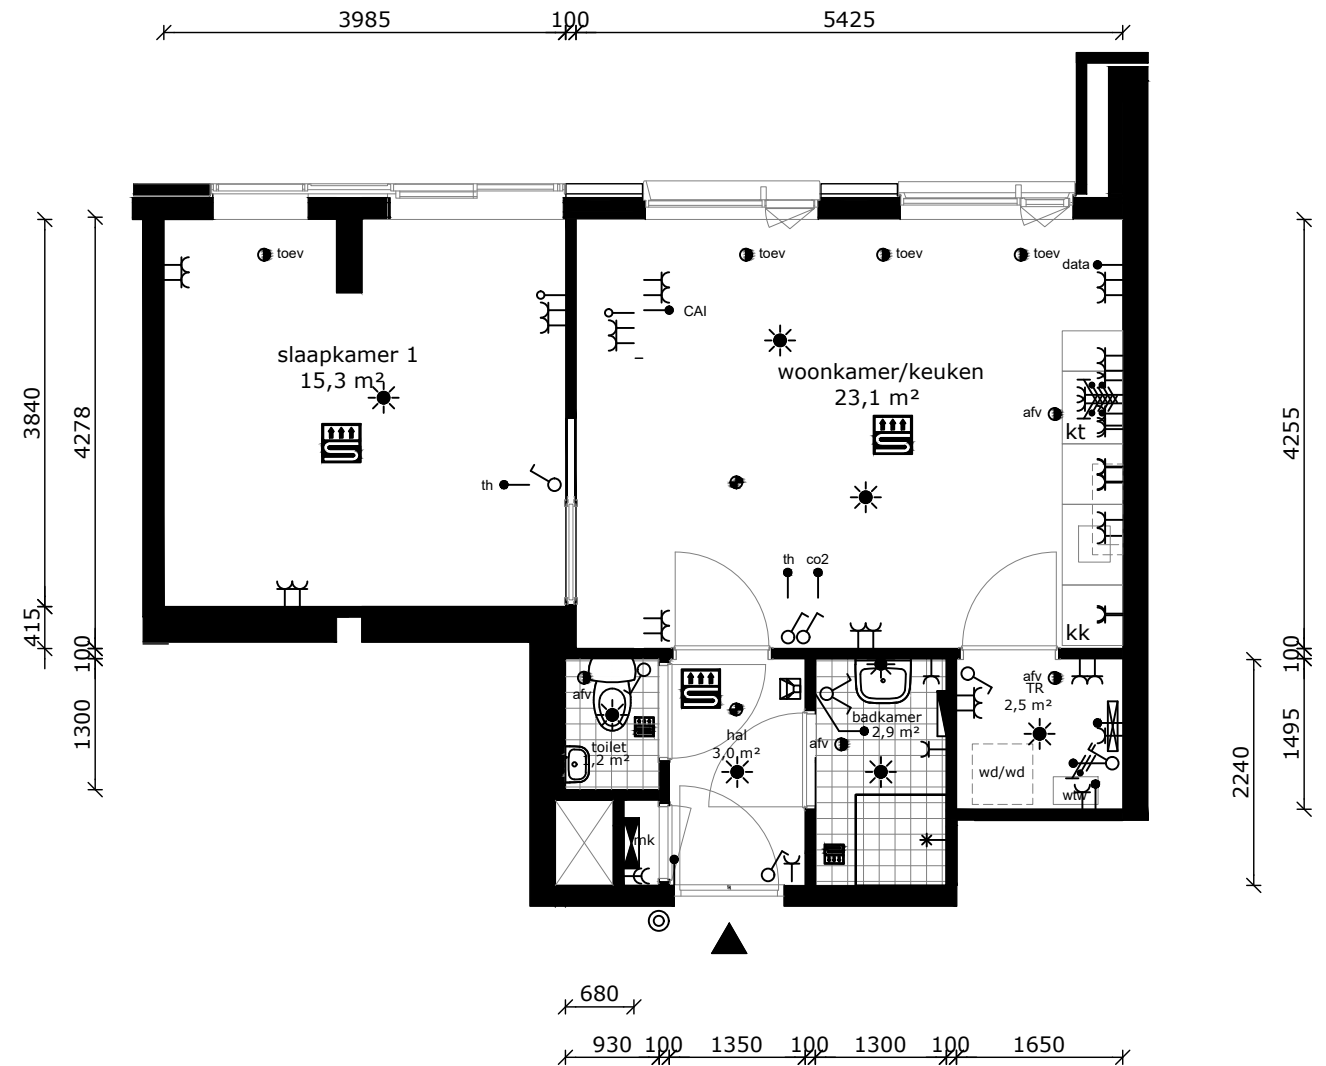 3985
100
5425
toev
toev
toev
toev
data
CAI
slaapkamer 1
15,3 m²
woonkamer/keuken
23,1 m²
afv
kt
3840
4278
4255
th
th
co2
415
100
kk
100
afv
afv
TR
2,5 m²
badkamer
2,9 m²
hal
3,0 m²
afv
toilet
1,2 m²
1300
1495
2240
wd/wd
wtw
mk
680
930
100
1350
100
1300
100
1650